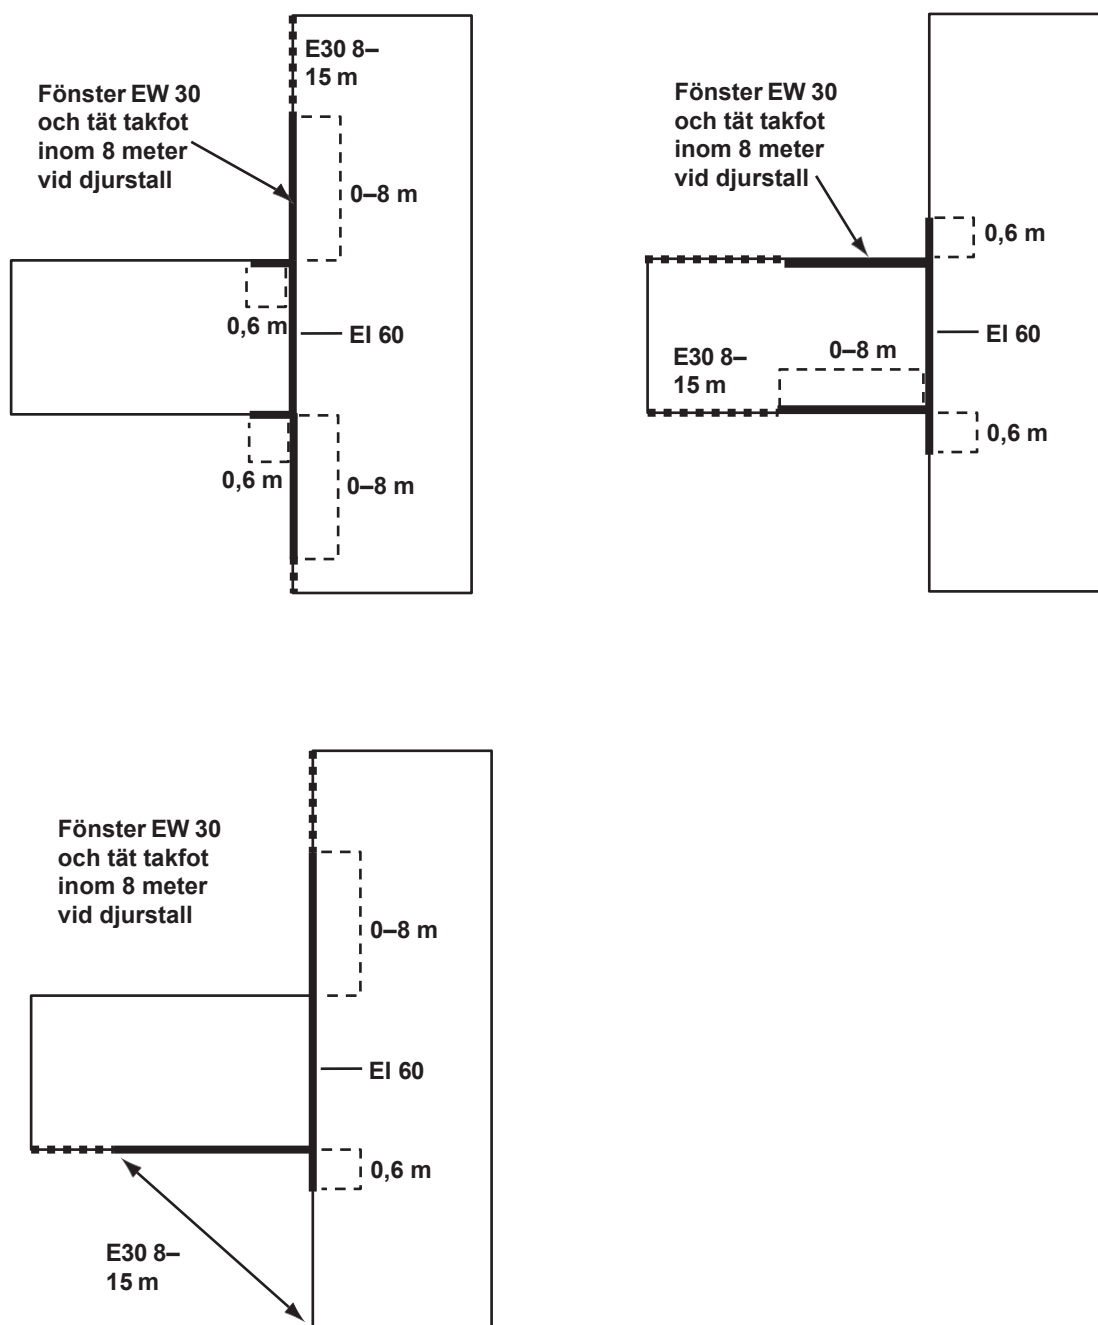 E30 8–
15 m
Fönster EW 30
och tät takfot
inom 8 meter
vid djurstall
0–8 m
0,6 m
EI 60
0,6 m
0–8 m
Fönster EW 30
och tät takfot
inom 8 meter
vid djurstall
0,6 m
EI 60
E30 8–
15 m
0–8 m
0,6 m
Fönster EW 30
och tät takfot
inom 8 meter
vid djurstall
0–8 m
EI 60
0,6 m
E30 8–
15 m